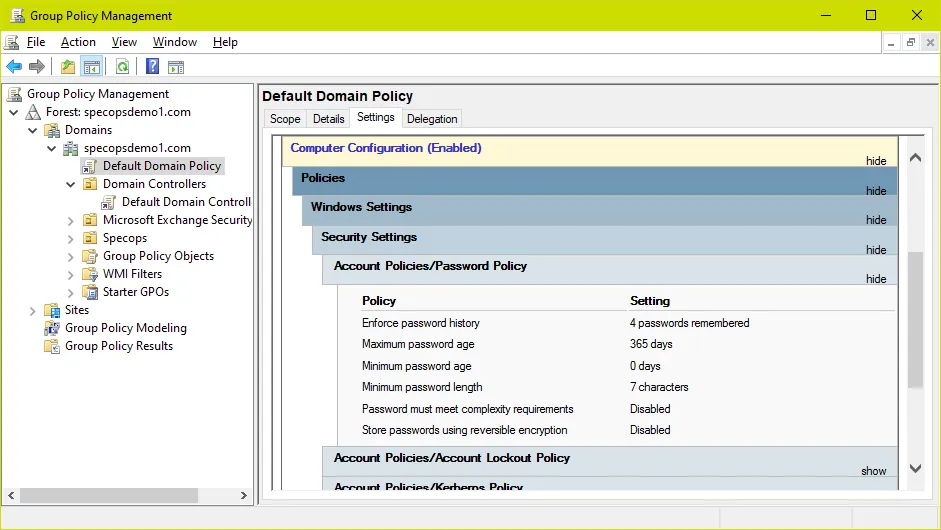 Group Policy Management
File Action View Window Help
Group Policy Management
Forest: specopsdemo1.com
Domains
specopsdemo1.com
Default Domain Policy
Domain Controllers
Default Domain Controll
Microsoft Exchange Security
Specops
Group Policy Objects
WMI Filters
Starter GPOs
Sites
Group Policy Modeling
Group Policy Results
Default Domain Policy
Scope Details Settings Delegation
Computer Configuration (Enabled)
hide
Policies
hide
Windows Settings
hide
Security Settings
hide
Account Policies/Password Policy
hide
Policy Setting
Enforce password history 4 passwords remembered
Maximum password age 365 days
Minimum password age 0 days
Minimum password length 7 characters
Password must meet complexity requirements Disabled
Store passwords using reversible encryption Disabled
Account Policies/Account Lockout Policy
show
Account Policies/Kerberos Policy